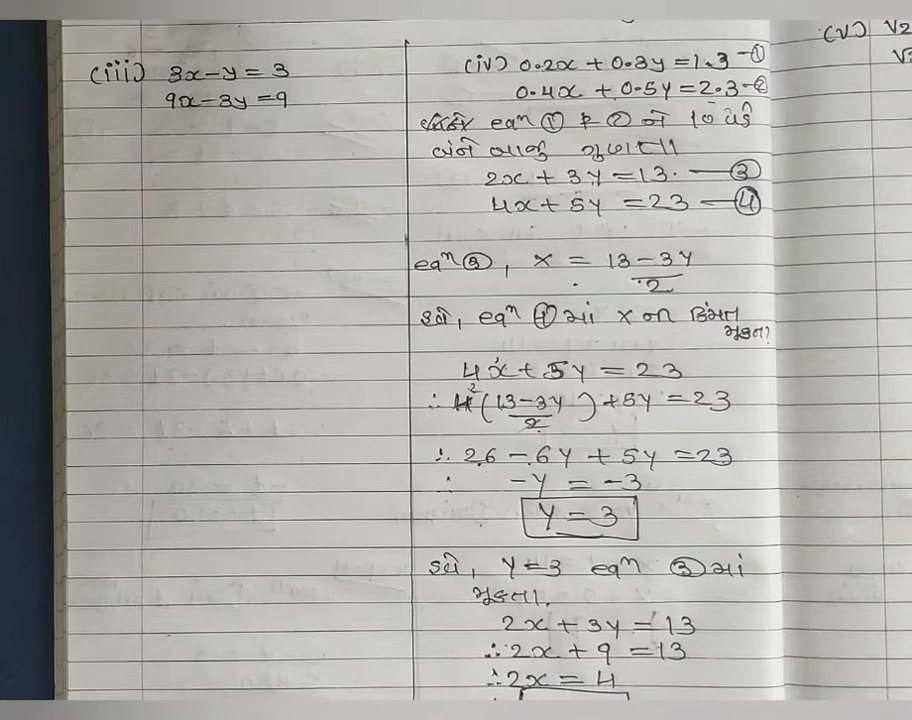 (iii) 3x-y = 3
9x-3y = 9
(iv) 0.2x + 0.3y = 1.3 -①
0.4x + 0.5y = 2.3 -②
eqⁿ ① & ② ને 10 વડે
બંને બાજુ ગુણતા
2x + 3y = 13. — ③
4x + 5y = 23 — ④
eqⁿ ③, x = 13-3y
2
હવે, eqⁿ ④ માં x ની કિંમત
મૂકતા
4x + 5y = 23
∴ 4² (13-3y/2) + 5y = 23
∴ 26 - 6y + 5y = 23
∴ -y = -3
y = 3
હવે, y=3 eqⁿ ③ માં
મૂકતા.
2x + 3y = 13
∴ 2x + 9 = 13
∴ 2x = 4
(v) √2